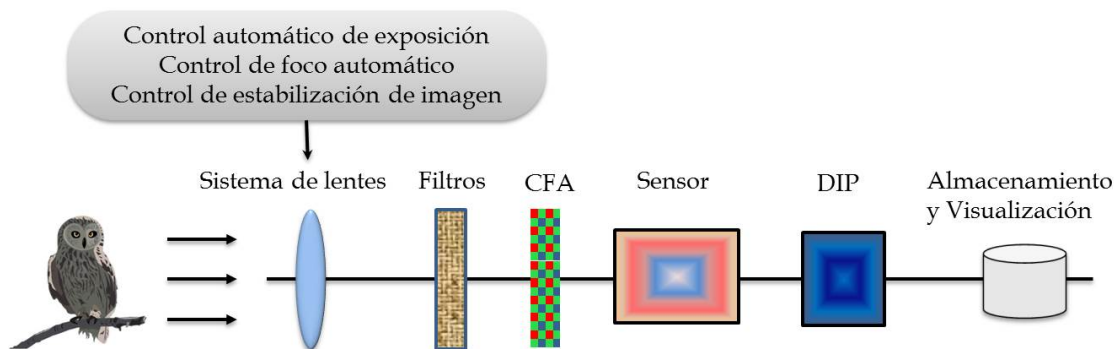 Control automático de exposición
Control de foco automático
Control de estabilización de imagen
Sistema de lentes
Filtros
CFA
Sensor
DIP
Almacenamiento
y Visualización